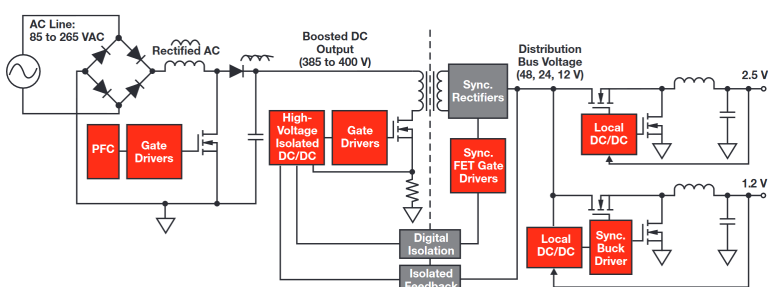 AC Line:
85 to 265 VAC
Rectified AC
Boosted DC
Output
(385 to 400 V)
Distribution
Bus Voltage
(48, 24, 12 V)
2.5 V
PFC
Gate
Drivers
High-
Voltage
Isolated
DC/DC
Gate
Drivers
Sync.
Rectifiers
Sync.
FET Gate
Drivers
Local
DC/DC
1.2 V
Digital
Isolation
Isolated
Feedback
Local
DC/DC
Sync.
Buck
Driver